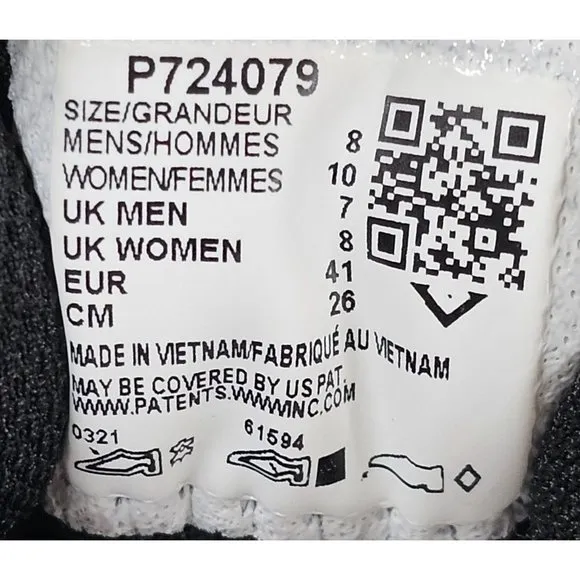 P724079
SIZE/GRANDEUR
MENS/HOMMES 8
WOMEN/FEMMES 10
UK MEN 7
UK WOMEN 8
EUR 41
CM 26
MADE IN VIETNAM/FABRIQUÉ AU VIETNAM
MAY BE COVERED BY US PAT.
WWW.PATENTS.WWWINC.COM
0321 61594